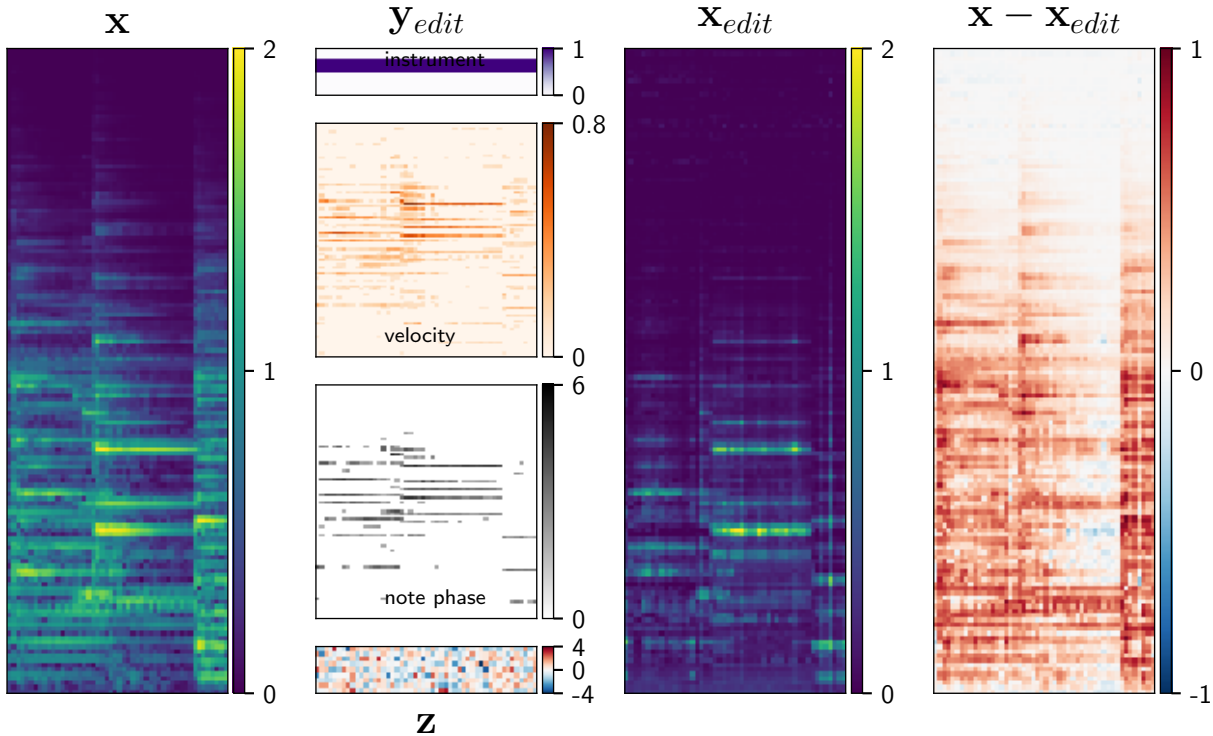 x
y_edit
x_edit
x − x_edit
2
1
0
instrument
1
0
velocity
0.8
0
note phase
6
0
4
0
-4
z
2
1
0
1
0
-1